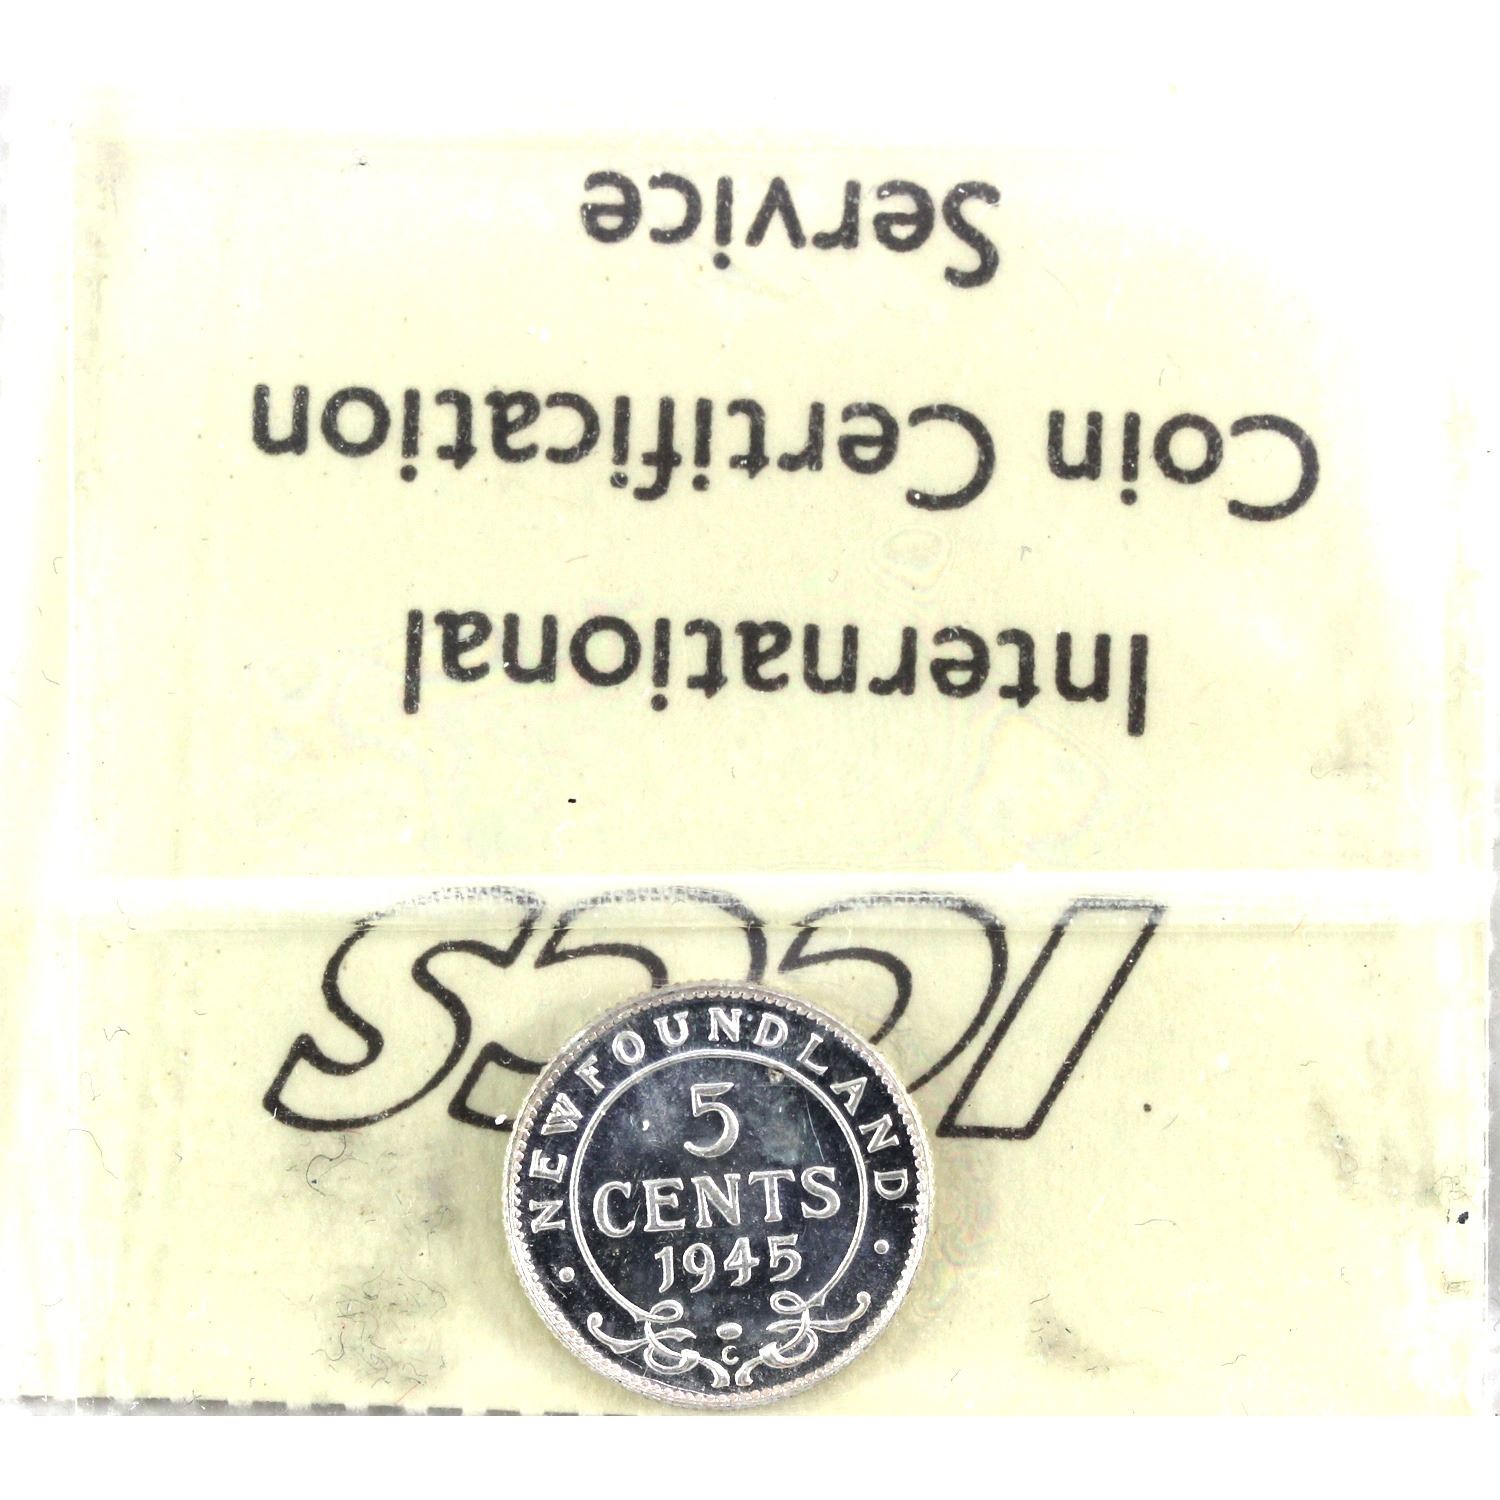 ICCS
International
Coin Certification
Service
NEWFOUNDLAND
5
CENTS
1945
C